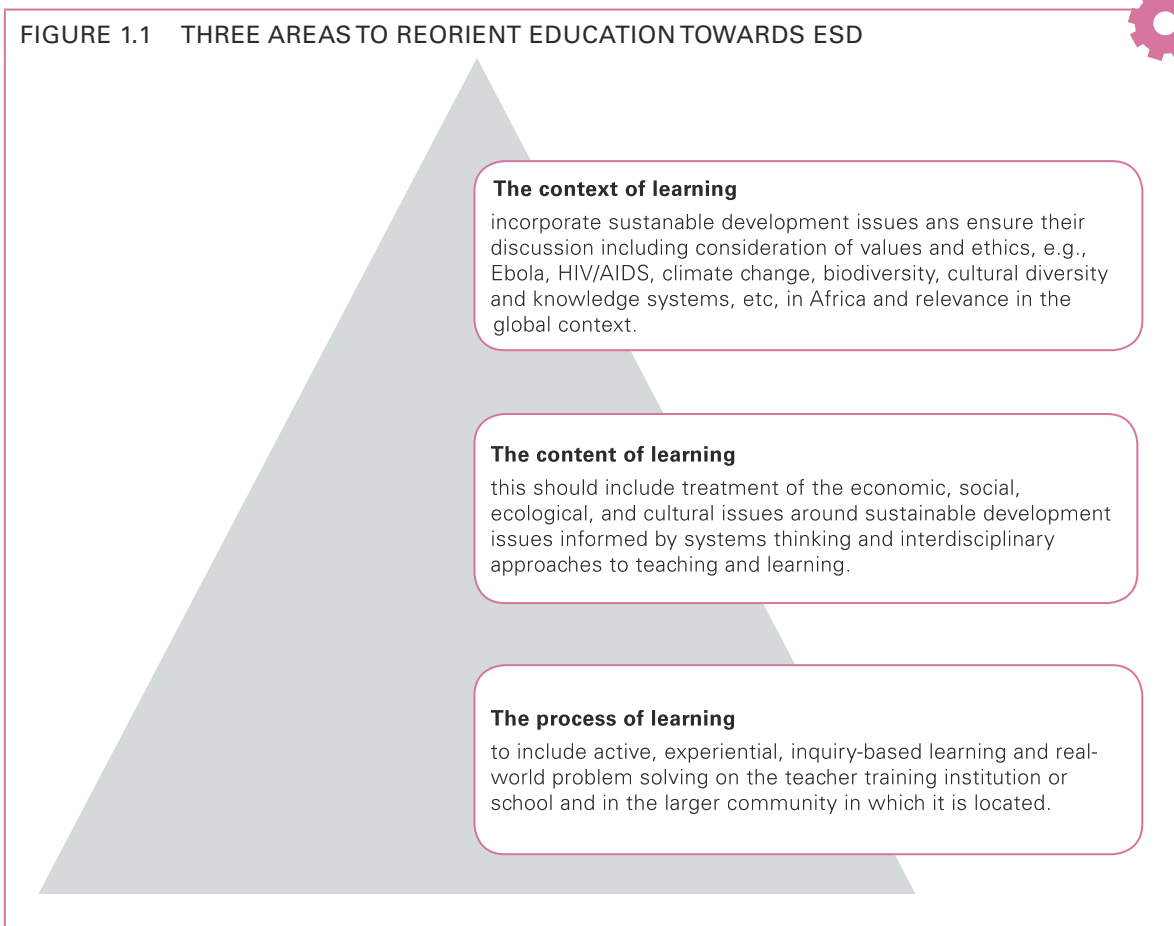 FIGURE 1.1 THREE AREAS TO REORIENT EDUCATION TOWARDS ESD
The context of learning
incorporate sustanable development issues ans ensure their
discussion including consideration of values and ethics, e.g.,
Ebola, HIV/AIDS, climate change, biodiversity, cultural diversity
and knowledge systems, etc, in Africa and relevance in the
global context.
The content of learning
this should include treatment of the economic, social,
ecological, and cultural issues around sustainable development
issues informed by systems thinking and interdisciplinary
approaches to teaching and learning.
The process of learning
to include active, experiential, inquiry-based learning and real-
world problem solving on the teacher training institution or
school and in the larger community in which it is located.